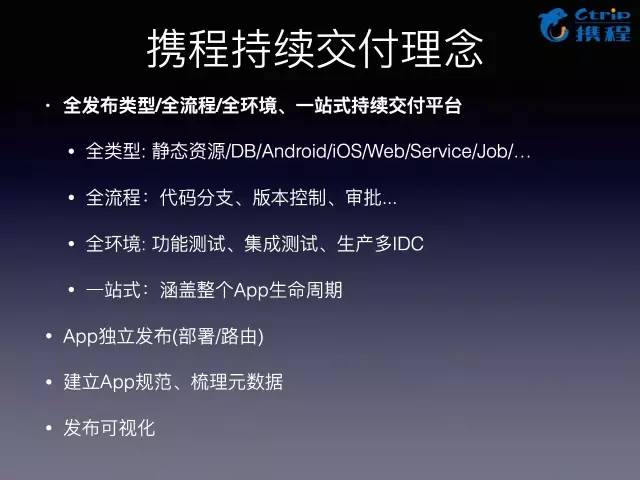 Ctrip
携程
携程持续交付理念
• 全发布类型/全流程/全环境、一站式持续交付平台
• 全类型: 静态资源/DB/Android/iOS/Web/Service/Job/…
• 全流程：代码分支、版本控制、审批...
• 全环境: 功能测试、集成测试、生产多IDC
• 一站式：涵盖整个App生命周期
• App独立发布(部署/路由)
• 建立App规范、梳理元数据
• 发布可视化